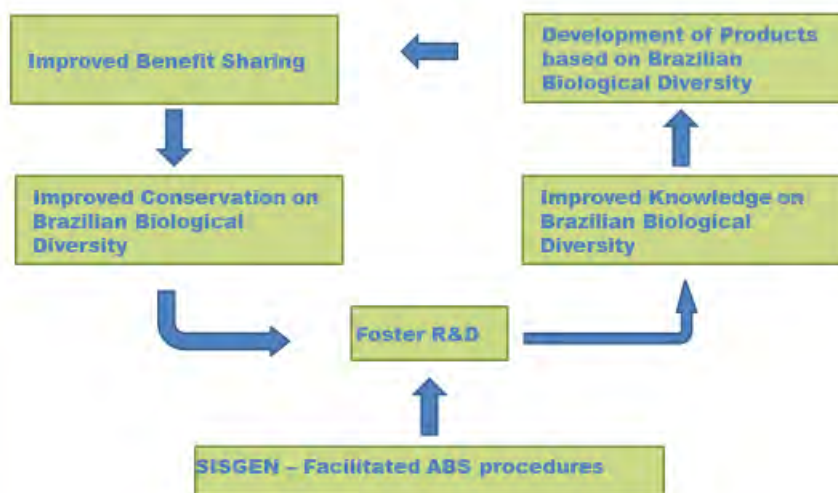 Improved Benefit Sharing
Development of Products
based on Brazilian
Biological Diversity
Improved Conservation on
Brazilian Biological
Diversity
Improved Knowledge on
Brazilian Biological
Diversity
Foster R&D
SISGEN – Facilitated ABS procedures